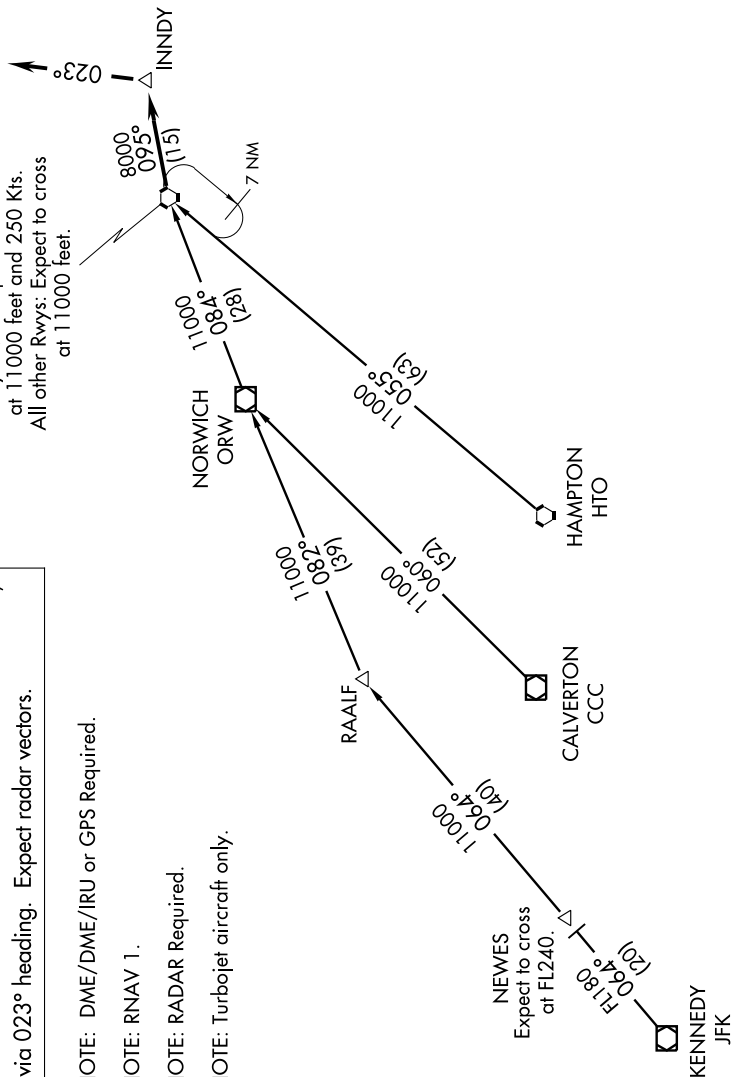 at 11000 feet and 250 Kts.
All other Rwys: Expect to cross
at 11000 feet.
023°
INNDY
8000
095°
(15)
7 NM
11000
084°
(28)
NORWICH
ORW
11000
055°
(63)
HAMPTON
HTO
11000
082°
(39)
11000
060°
(52)
CALVERTON
CCC
RAALF
11000
064°
(40)
NEWES
Expect to cross
at FL240.
FL180
064°
(20)
KENNEDY
JFK
via 023° heading. Expect radar vectors.
OTE: DME/DME/IRU or GPS Required.
OTE: RNAV 1.
OTE: RADAR Required.
OTE: Turbojet aircraft only.